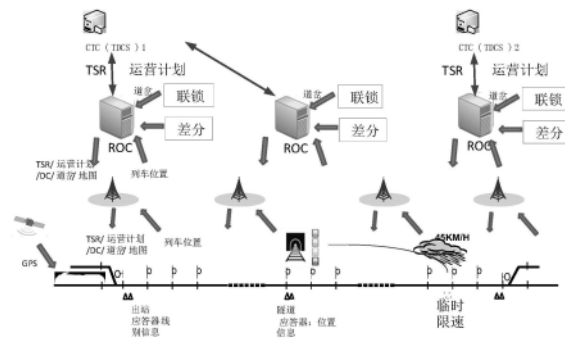 CTC（TDCS）1
CTC（TDCS）2
TSR
运营计划
TSR
运营计划
道岔
联锁
道岔
联锁
道岔
联锁
差分
差分
差分
ROC
ROC
ROC
TSR/ 运营计划
/DC/ 道岔/ 地图
列车位置
TSR/ 运营计划
/DC/ 道岔/ 地图
列车位置
45KM/H
GPS
出站
应答器线
别信息
隧道
应答器：位置
信息
临时
限速